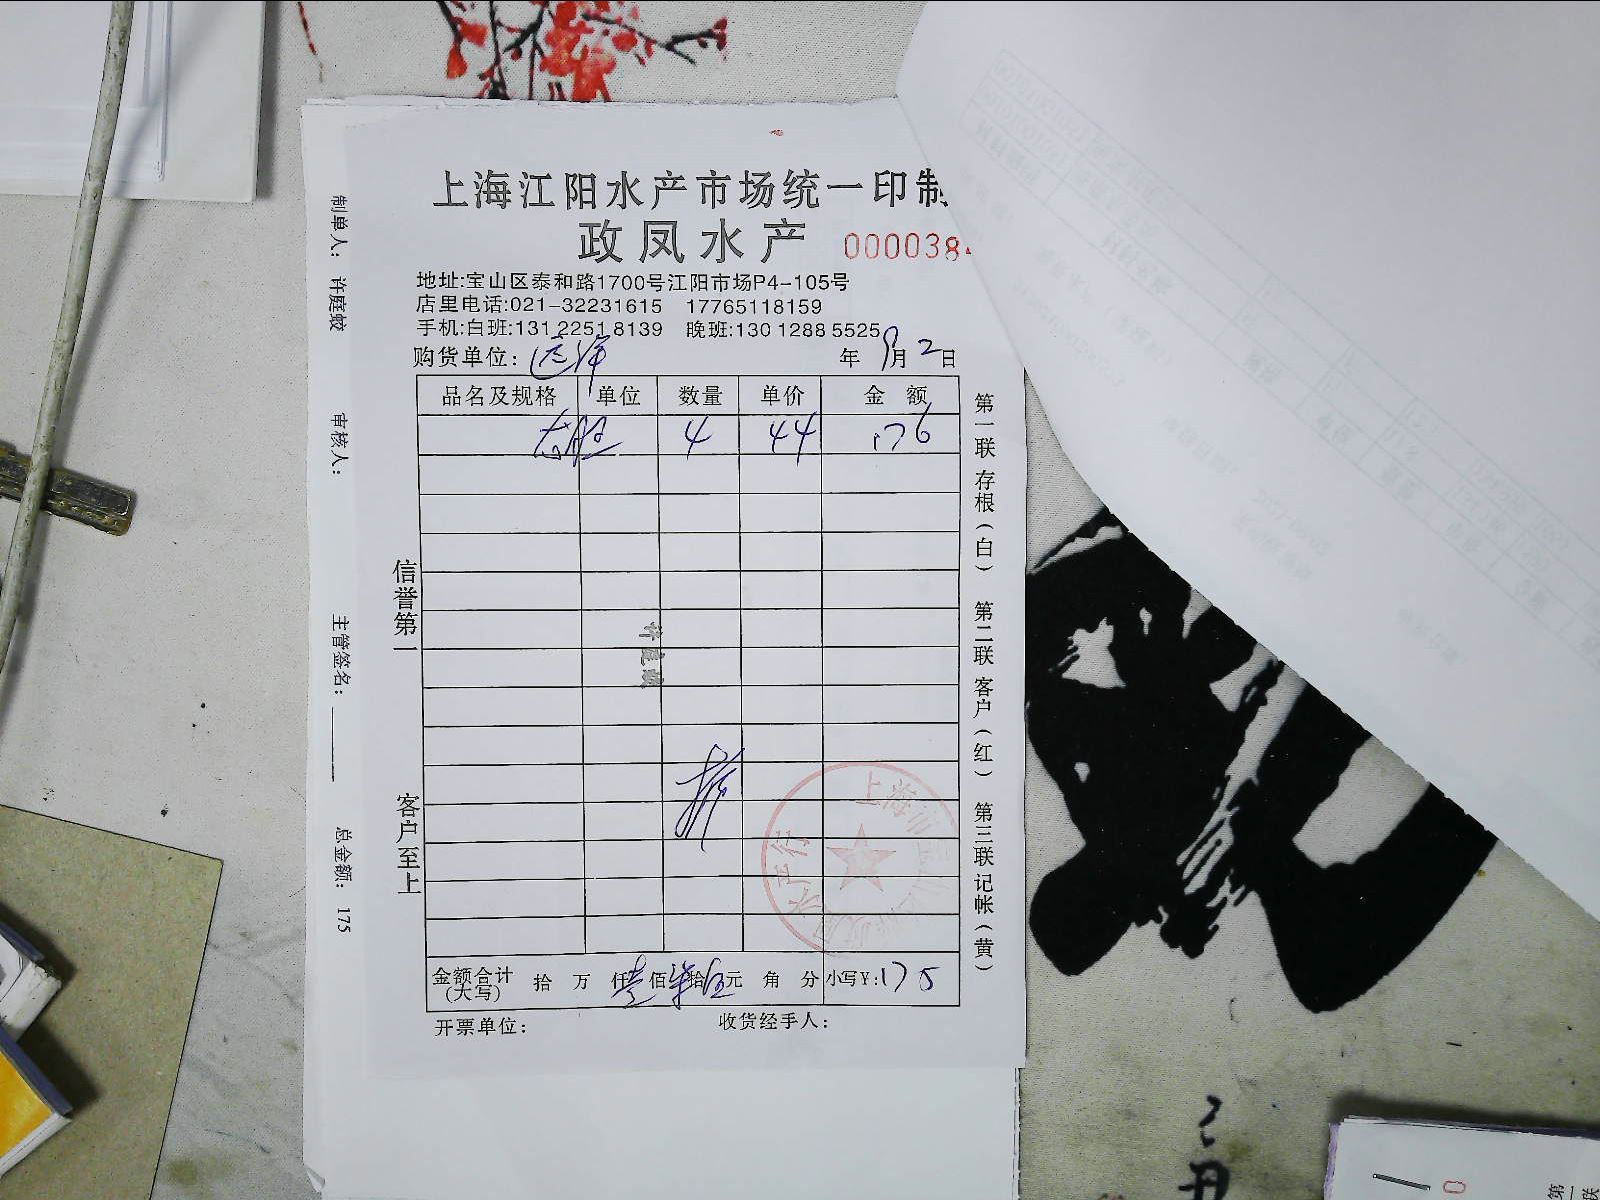 上海江阳水产市场统一印制
政凤水产
0000384
地址:宝山区泰和路1700号江阳市场P4-105号
店里电话:021-32231615 17765118159
手机:白班:131 2251 8139 晚班:130 1288 5525
购货单位: 年 9月 2日
品名及规格 单位 数量 单价 金额
4 44 176
金额合计(大写) 拾 万 仟壹佰柒拾伍元 角 分 小写¥:175
开票单位: 收货经手人:
信誉第一 客户至上
第一联存根(白) 第二联客户(红) 第三联记帐(黄)
制单人: 许庭蛟 审核人: 主管签名: 总金额: 175
许庭蛟